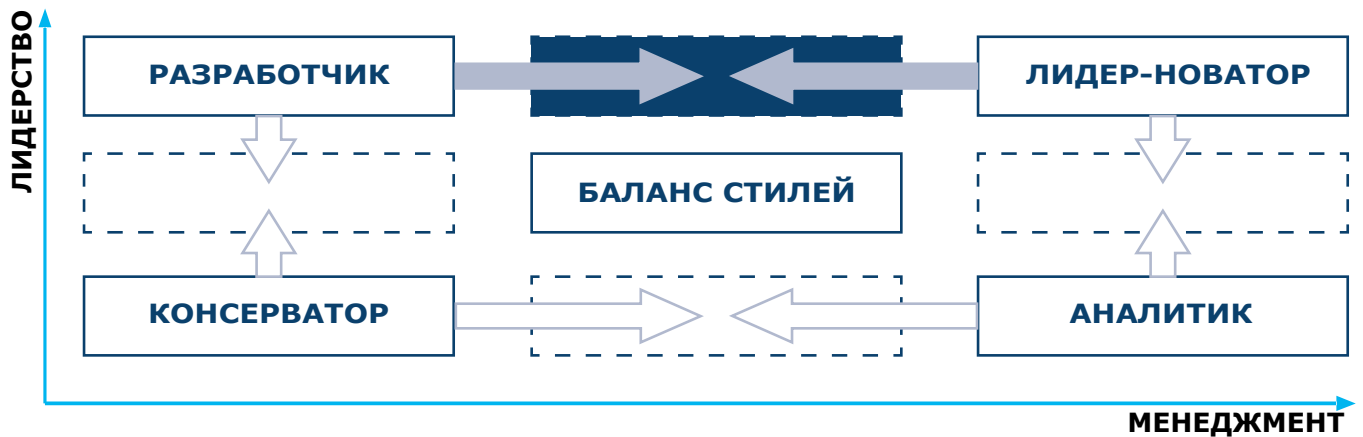 ЛИДЕРСТВО
РАЗРАБОТЧИК
ЛИДЕР-НОВАТОР
БАЛАНС СТИЛЕЙ
КОНСЕРВАТОР
АНАЛИТИК
МЕНЕДЖМЕНТ